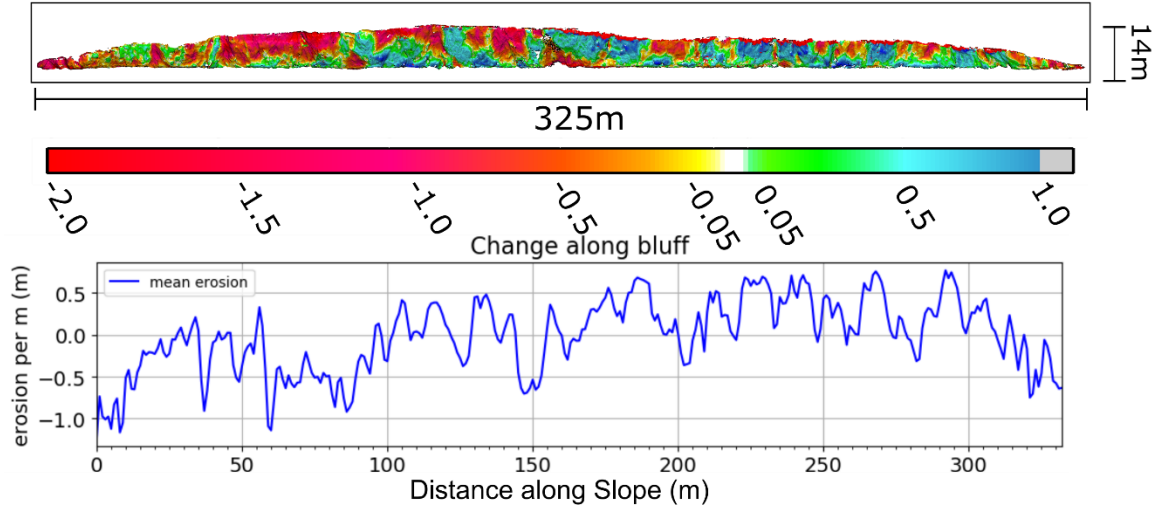 14m
325m
-2.0 -1.5 -1.0 -0.5 -0.05 0.05 0.5 1.0
Change along bluff
mean erosion
erosion per m (m)
0.5
0.0
−0.5
−1.0
0 50 100 150 200 250 300
Distance along Slope (m)